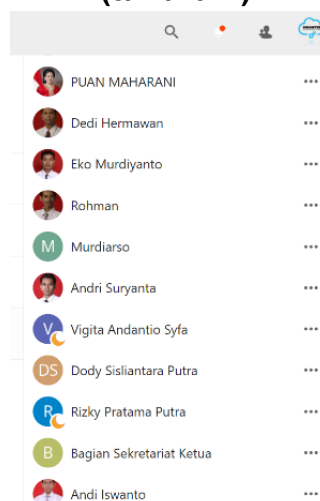 PUAN MAHARANI
Dedi Hermawan
Eko Murdiyanto
Rohman
M Murdiarso
Andri Suryanta
V Vigita Andantio Syfa
DS Dody Sisliantara Putra
R Rizky Pratama Putra
B Bagian Sekretariat Ketua
Andi Iswanto